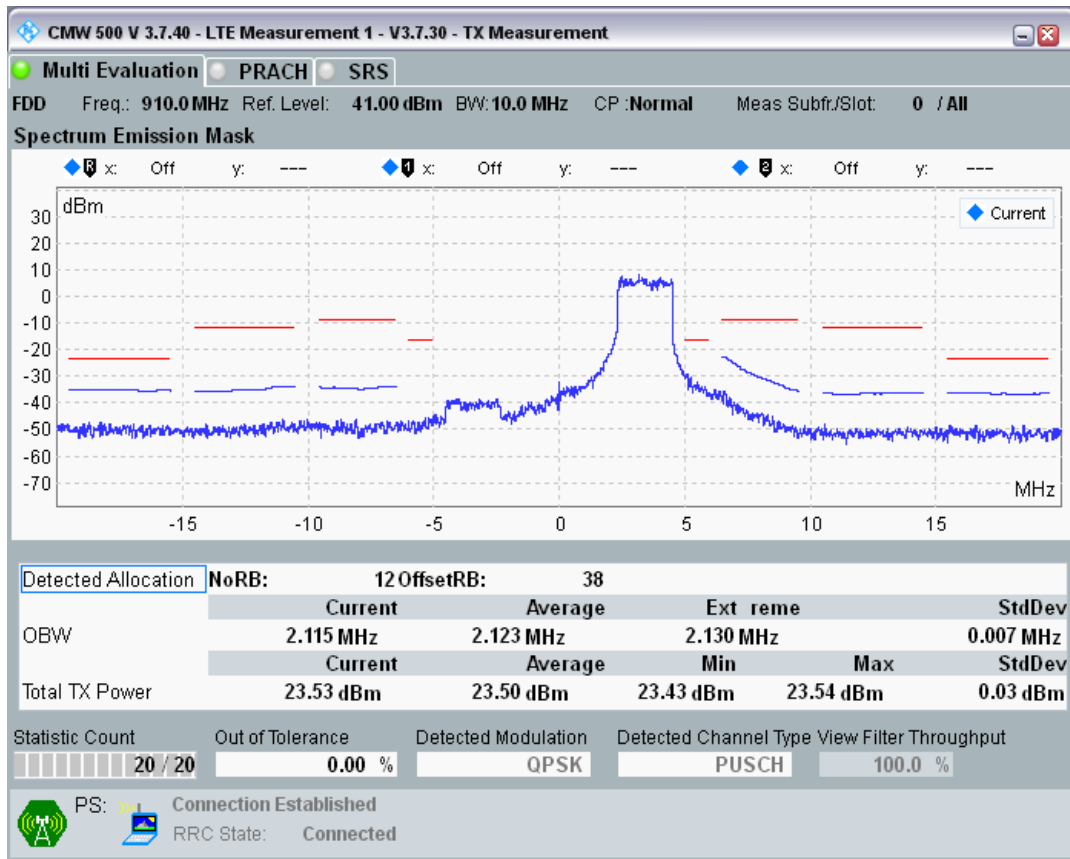 CMW 500 V 3.7.40 - LTE Measurement 1 - V3.7.30 - TX Measurement
Multi Evaluation PRACH SRS
FDD Freq.: 910.0 MHz Ref. Level: 41.00 dBm BW: 10.0 MHz CP : Normal Meas Subfr./Slot: 0 / All
Spectrum Emission Mask
R x: Off y: --- 1 x: Off y: --- 2 x: Off y: ---
dBm
Current
30
20
10
0
-10
-20
-30
-40
-50
-60
-70
MHz
-15 -10 -5 0 5 10 15
Detected Allocation NoRB: 12 OffsetRB: 38
Current Average Ext reme StdDev
OBW 2.115 MHz 2.123 MHz 2.130 MHz 0.007 MHz
Current Average Min Max StdDev
Total TX Power 23.53 dBm 23.50 dBm 23.43 dBm 23.54 dBm 0.03 dBm
Statistic Count Out of Tolerance Detected Modulation Detected Channel Type View Filter Throughput
20 / 20 0.00 % QPSK PUSCH 100.0 %
PS: Connection Established
RRC State: Connected